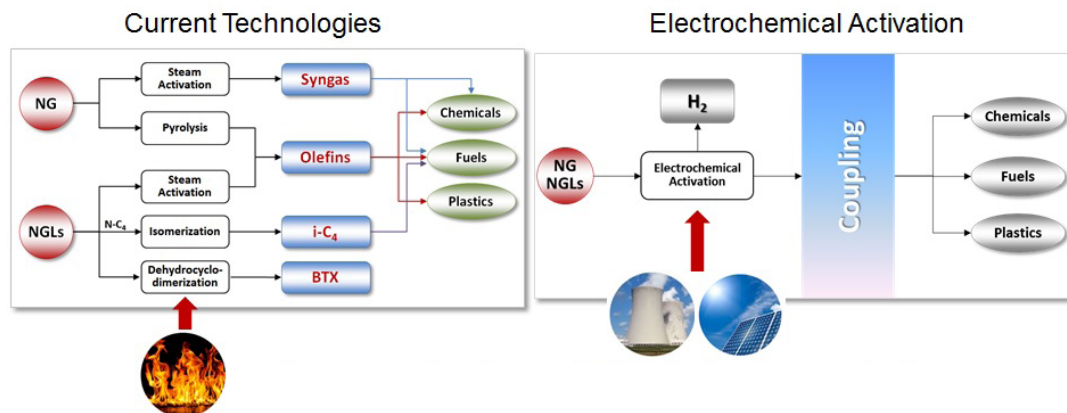 Current Technologies
Electrochemical Activation
NG
Steam
Activation
Syngas
Pyrolysis
Olefins
Chemicals
Fuels
Plastics
NGLs
Steam
Activation
N-C₄
Isomerization
i-C₄
Dehydrocyclo-
dimerization
BTX
NG
NGLs
H₂
Electrochemical
Activation
Coupling
Chemicals
Fuels
Plastics